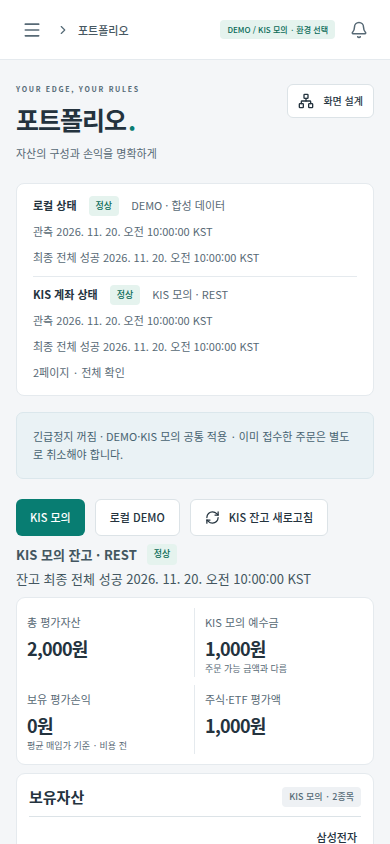 포트폴리오
DEMO / KIS 모의 · 환경 선택
YOUR EDGE, YOUR RULES
포트폴리오.
화면 설계
자산의 구성과 손익을 명확하게
로컬 상태 정상 DEMO · 합성 데이터
관측 2026. 11. 20. 오전 10:00:00 KST
최종 전체 성공 2026. 11. 20. 오전 10:00:00 KST
KIS 계좌 상태 정상 KIS 모의 · REST
관측 2026. 11. 20. 오전 10:00:00 KST
최종 전체 성공 2026. 11. 20. 오전 10:00:00 KST
2페이지 · 전체 확인
긴급정지 꺼짐 · DEMO·KIS 모의 공통 적용 · 이미 접수한 주문은 별도
로 취소해야 합니다.
KIS 모의 로컬 DEMO KIS 잔고 새로고침
KIS 모의 잔고 · REST 정상
잔고 최종 전체 성공 2026. 11. 20. 오전 10:00:00 KST
총 평가자산
2,000원
KIS 모의 예수금
1,000원
주문 가능 금액과 다름
보유 평가손익
0원
평균 매입가 기준 · 비용 전
주식·ETF 평가액
1,000원
보유자산
KIS 모의 · 2종목
삼성전자